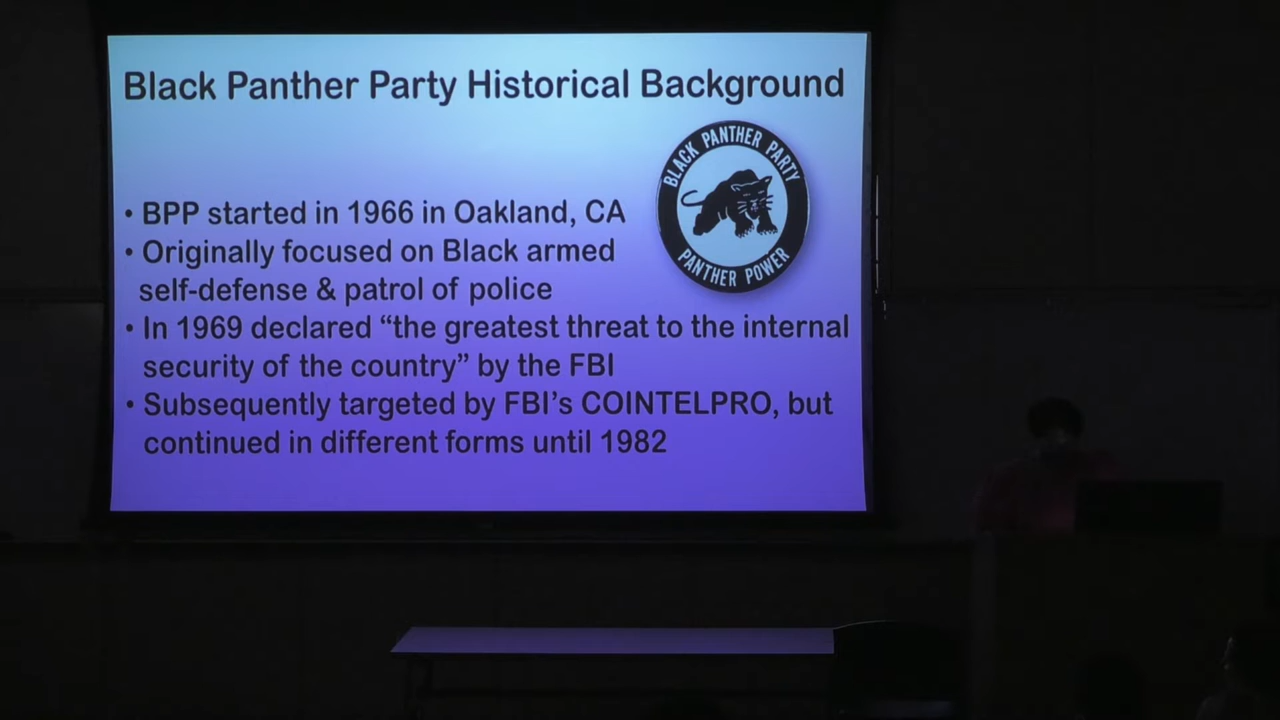 Black Panther Party Historical Background
BLACK PANTHER PARTY
PANTHER POWER
• BPP started in 1966 in Oakland, CA
• Originally focused on Black armed
self-defense & patrol of police
• In 1969 declared “the greatest threat to the internal
security of the country” by the FBI
• Subsequently targeted by FBI’s COINTELPRO, but
continued in different forms until 1982